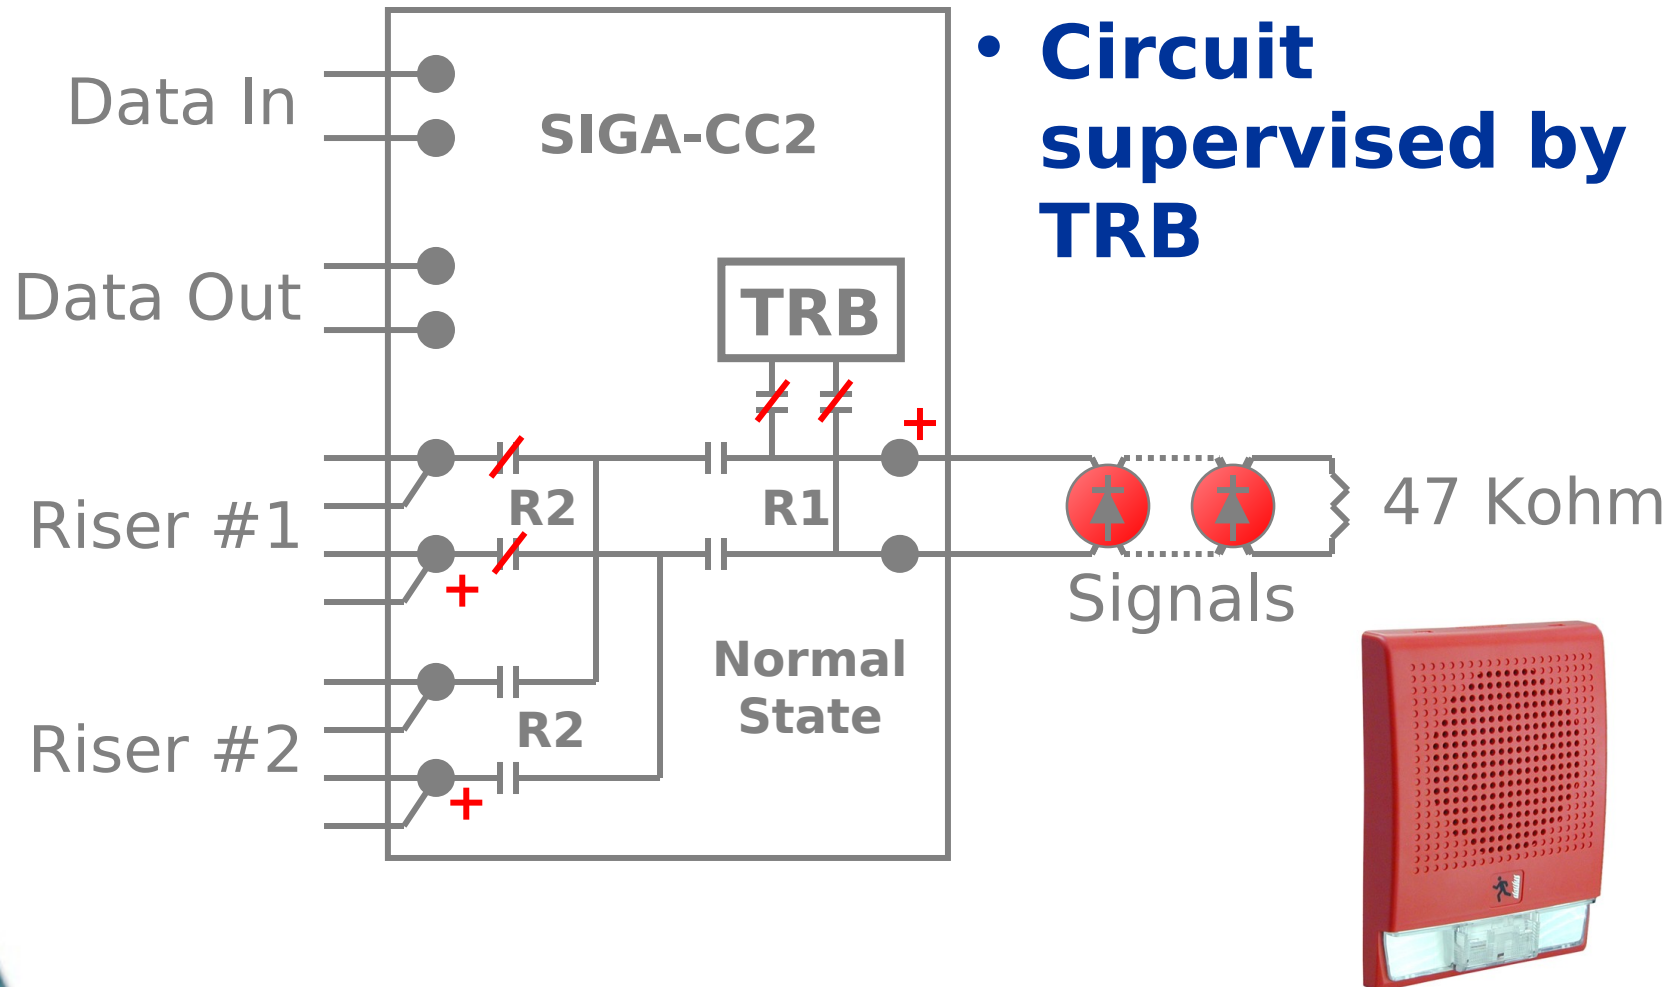 Data In
SIGA-CC2
• Circuit
supervised by
TRB
Data Out
TRB
+
Riser #1
R2
R1
47 Kohm
+
Signals
Normal
State
Riser #2
R2
+